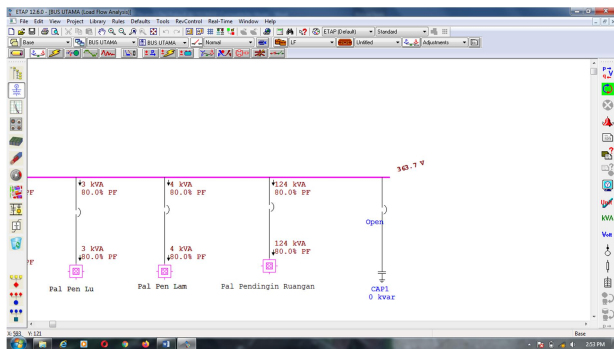 ETAP 12.6.0 - [BUS UTAMA (Load Flow Analysis)]
File Edit View Project Library Rules Defaults Tools RevControl Real-Time Window Help
ETAP (Default) Standard
Base BUS UTAMA BUS UTAMA Normal LF Untitled Adjustments
363.7 V
3 kVA 4 kVA 124 kVA
PF 80.0% PF 80.0% PF 80.0% PF
Open
3 kVA 4 kVA 124 kVA
PF 80.0% PF 80.0% PF 80.0% PF
Pal Pen Lu Pal Pen Lam Pal Pendingin Ruangan CAP1
0 kvar
kVA
X: 593 Y: 121 Base
2:53 PM